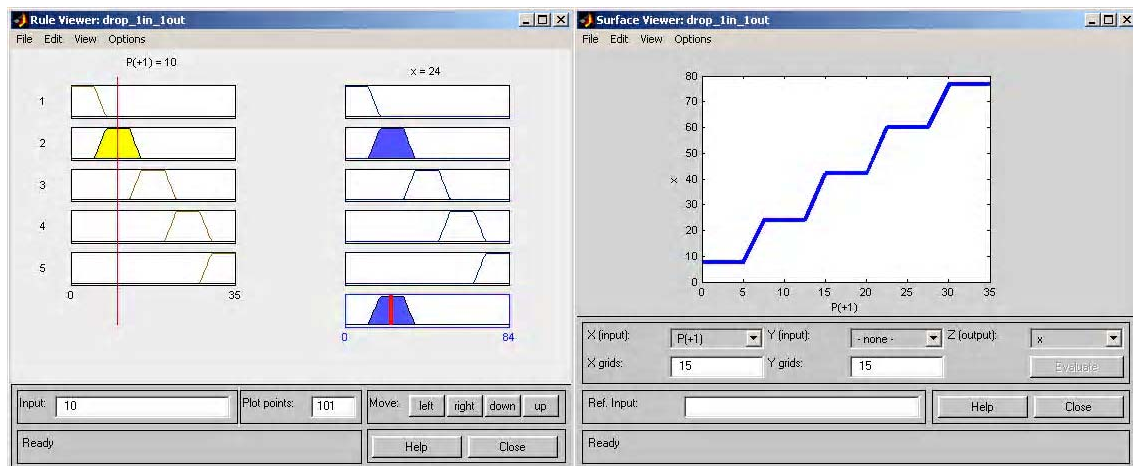 Rule Viewer: drop_1in_1out
File Edit View Options
P(+1) = 10
x = 24
1
2
3
4
5
0 35
0 84
Input: 10
Plot points: 101
Move: left right down up
Ready
Help Close
Surface Viewer: drop_1in_1out
File Edit View Options
80
70
60
50
40
30
20
10
0
x
0 5 10 15 20 25 30 35
P(+1)
X (input): P(+1) Y (input): - none - Z (output): x
X grids: 15 Y grids: 15 Evaluate
Ref. Input:
Help Close
Ready